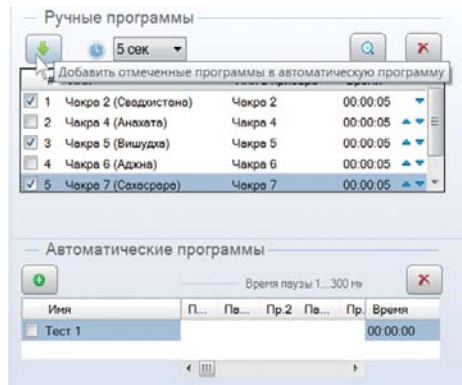 Ручные программы
5 сек
Добавить отмеченные программы в автоматическую программу
1 Чакра 2 (Свадхистана) Чакра 2 00:00:05
2 Чакра 4 (Анахата) Чакра 4 00:00:05
3 Чакра 5 (Вишудха) Чакра 5 00:00:05
4 Чакра 6 (Аджна) Чакра 6 00:00:05
5 Чакра 7 (Сахасрара) Чакра 7 00:00:05
Автоматические программы
Время паузы 1...300 мч
Имя П... Па... Пр.2 Па... Пр. Время
Тест 1 00:00:00